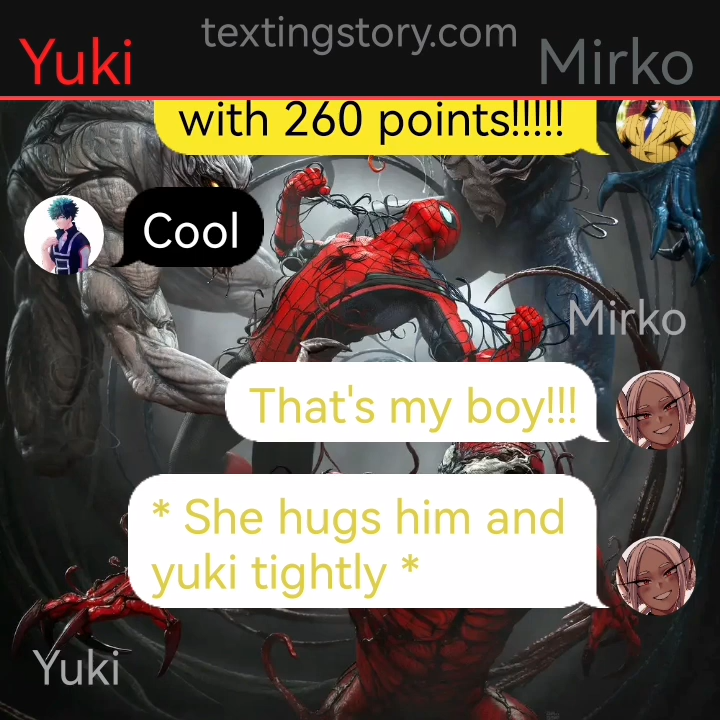 textingstory.com
Yuki
Mirko
with 260 points!!!!!
Cool
Mirko
That's my boy!!!
* She hugs him and
yuki tightly *
Yuki